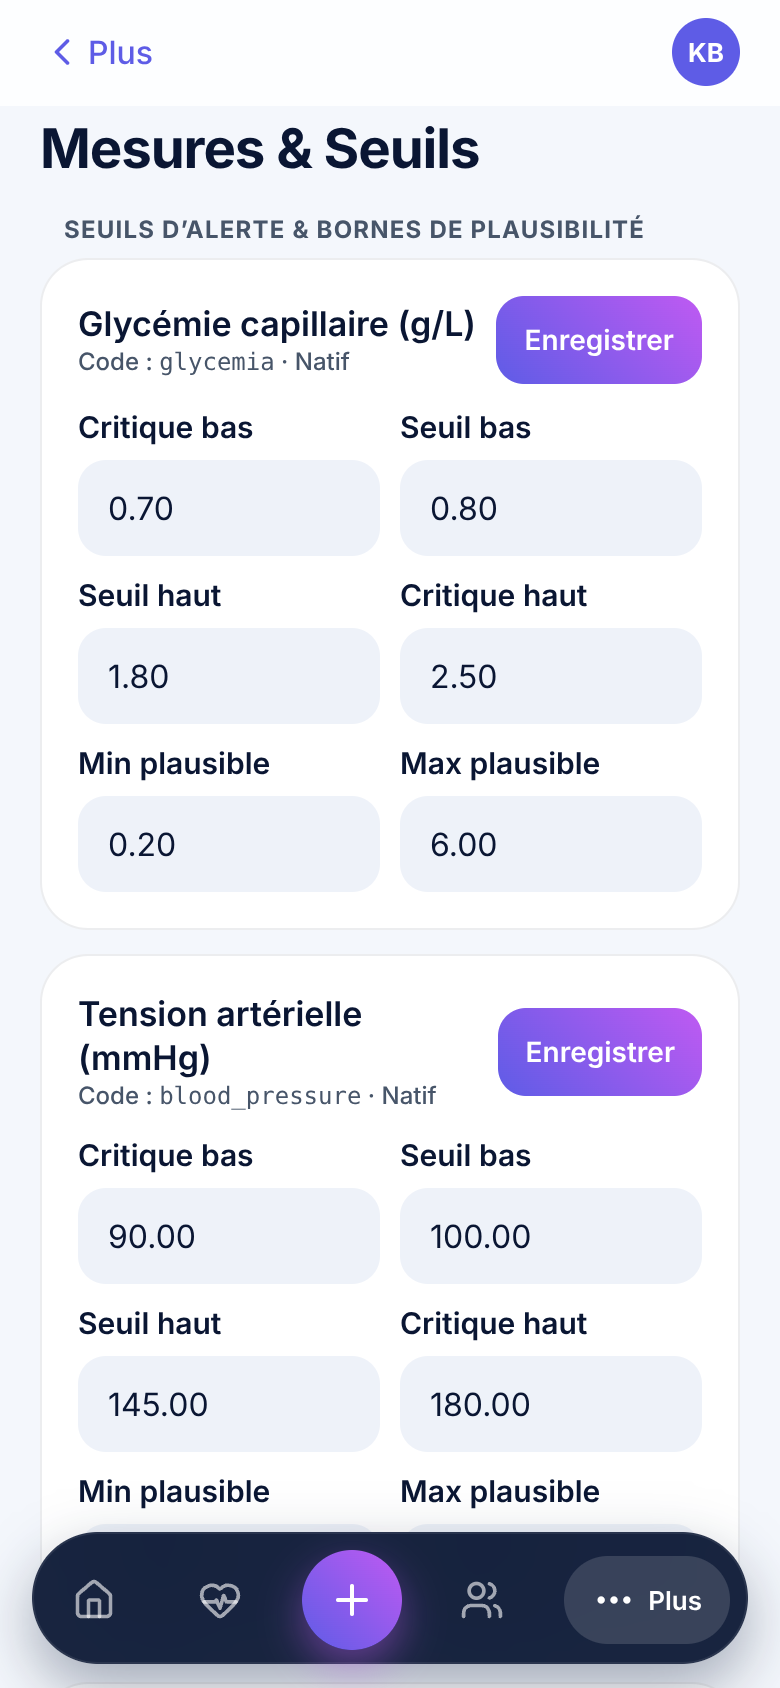 Plus
KB
Mesures & Seuils
SEUILS D’ALERTE & BORNES DE PLAUSIBILITÉ
Glycémie capillaire (g/L)
Code : glycemia · Natif
Enregistrer
Critique bas
Seuil bas
0.70
0.80
Seuil haut
Critique haut
1.80
2.50
Min plausible
Max plausible
0.20
6.00
Tension artérielle
(mmHg)
Code : blood_pressure · Natif
Enregistrer
Critique bas
Seuil bas
90.00
100.00
Seuil haut
Critique haut
145.00
180.00
Min plausible
Max plausible
Plus